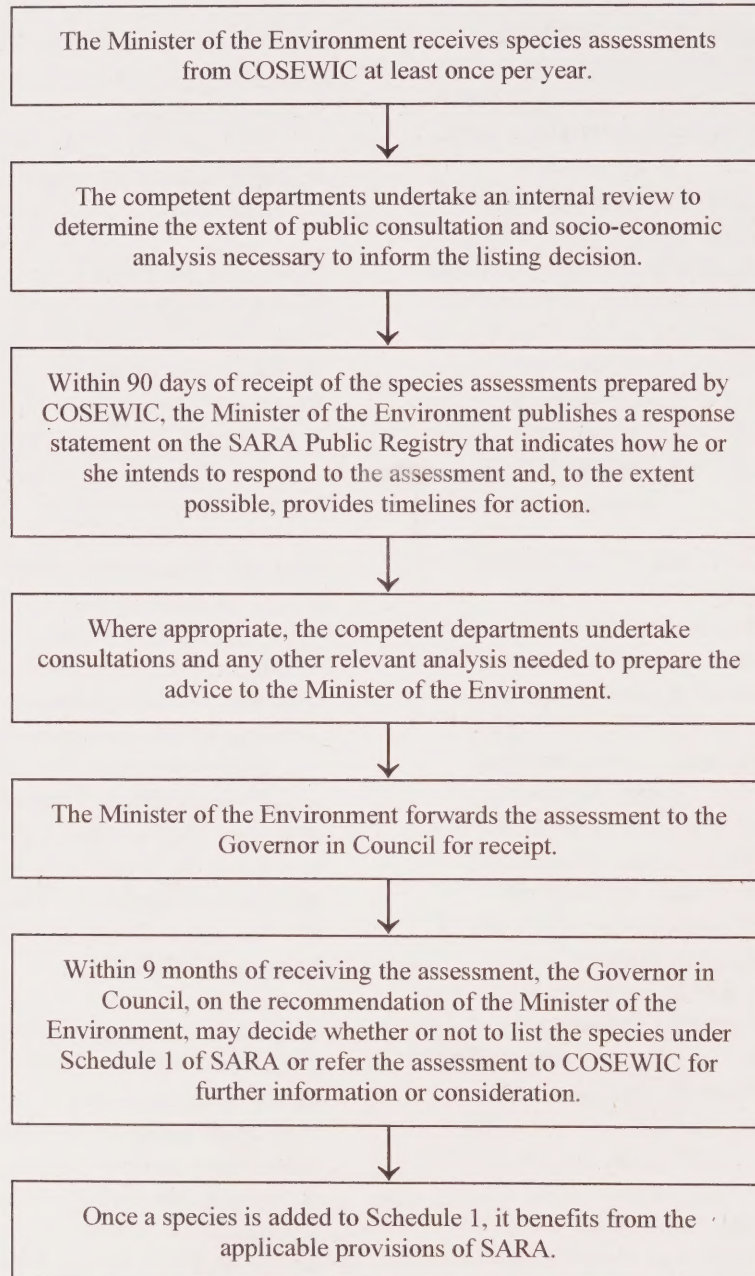 The Minister of the Environment receives species assessments
from COSEWIC at least once per year.
The competent departments undertake an internal review to
determine the extent of public consultation and socio-economic
analysis necessary to inform the listing decision.
Within 90 days of receipt of the species assessments prepared by
COSEWIC, the Minister of the Environment publishes a response
statement on the SARA Public Registry that indicates how he or
she intends to respond to the assessment and, to the extent
possible, provides timelines for action.
Where appropriate, the competent departments undertake
consultations and any other relevant analysis needed to prepare the
advice to the Minister of the Environment.
The Minister of the Environment forwards the assessment to the
Governor in Council for receipt.
Within 9 months of receiving the assessment, the Governor in
Council, on the recommendation of the Minister of the
Environment, may decide whether or not to list the species under
Schedule 1 of SARA or refer the assessment to COSEWIC for
further information or consideration.
Once a species is added to Schedule 1, it benefits from the
applicable provisions of SARA.